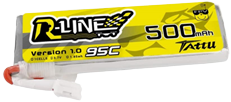 R-LINE
Version 1.0 95C
500mAh
TATTU